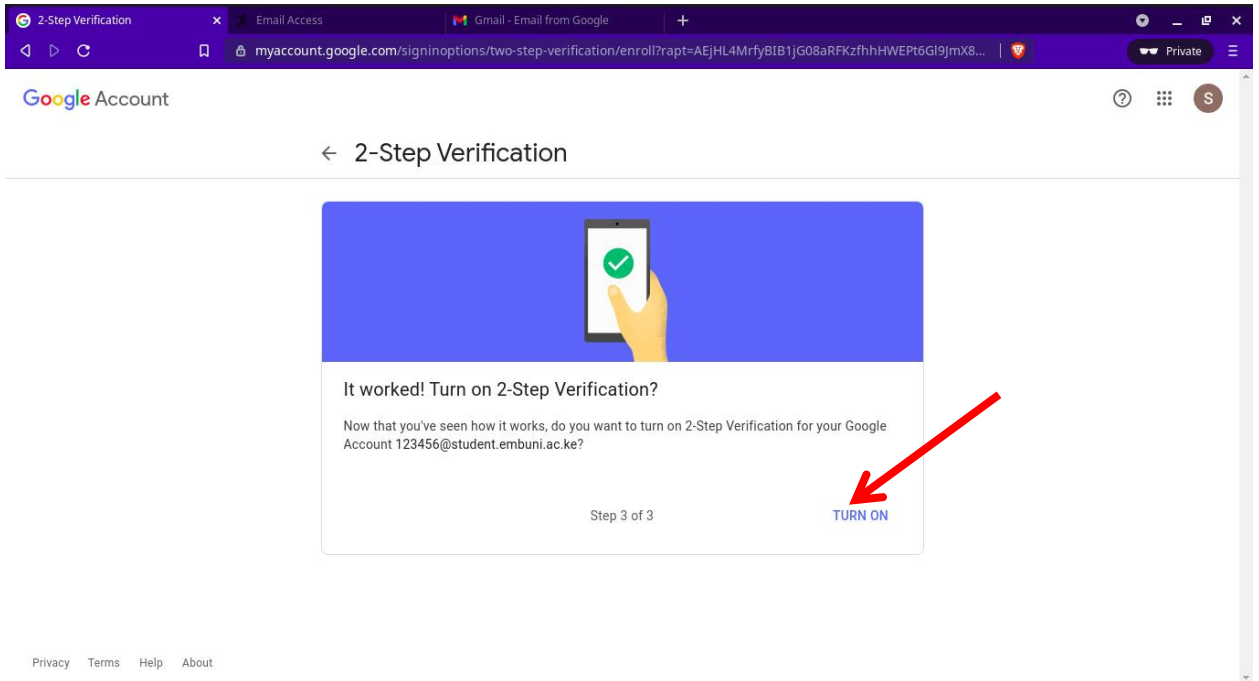 2-Step Verification
Email Access
Gmail - Email from Google
myaccount.google.com/signinoptions/two-step-verification/enroll?rapt=AEjHL4MrfyBIB1jG08aRFKzfhhHWEPt6Gl9JmX8...
Private
Google Account
S
2-Step Verification
It worked! Turn on 2-Step Verification?
Now that you've seen how it works, do you want to turn on 2-Step Verification for your Google
Account 123456@student.embuni.ac.ke?
Step 3 of 3
TURN ON
Privacy Terms Help About